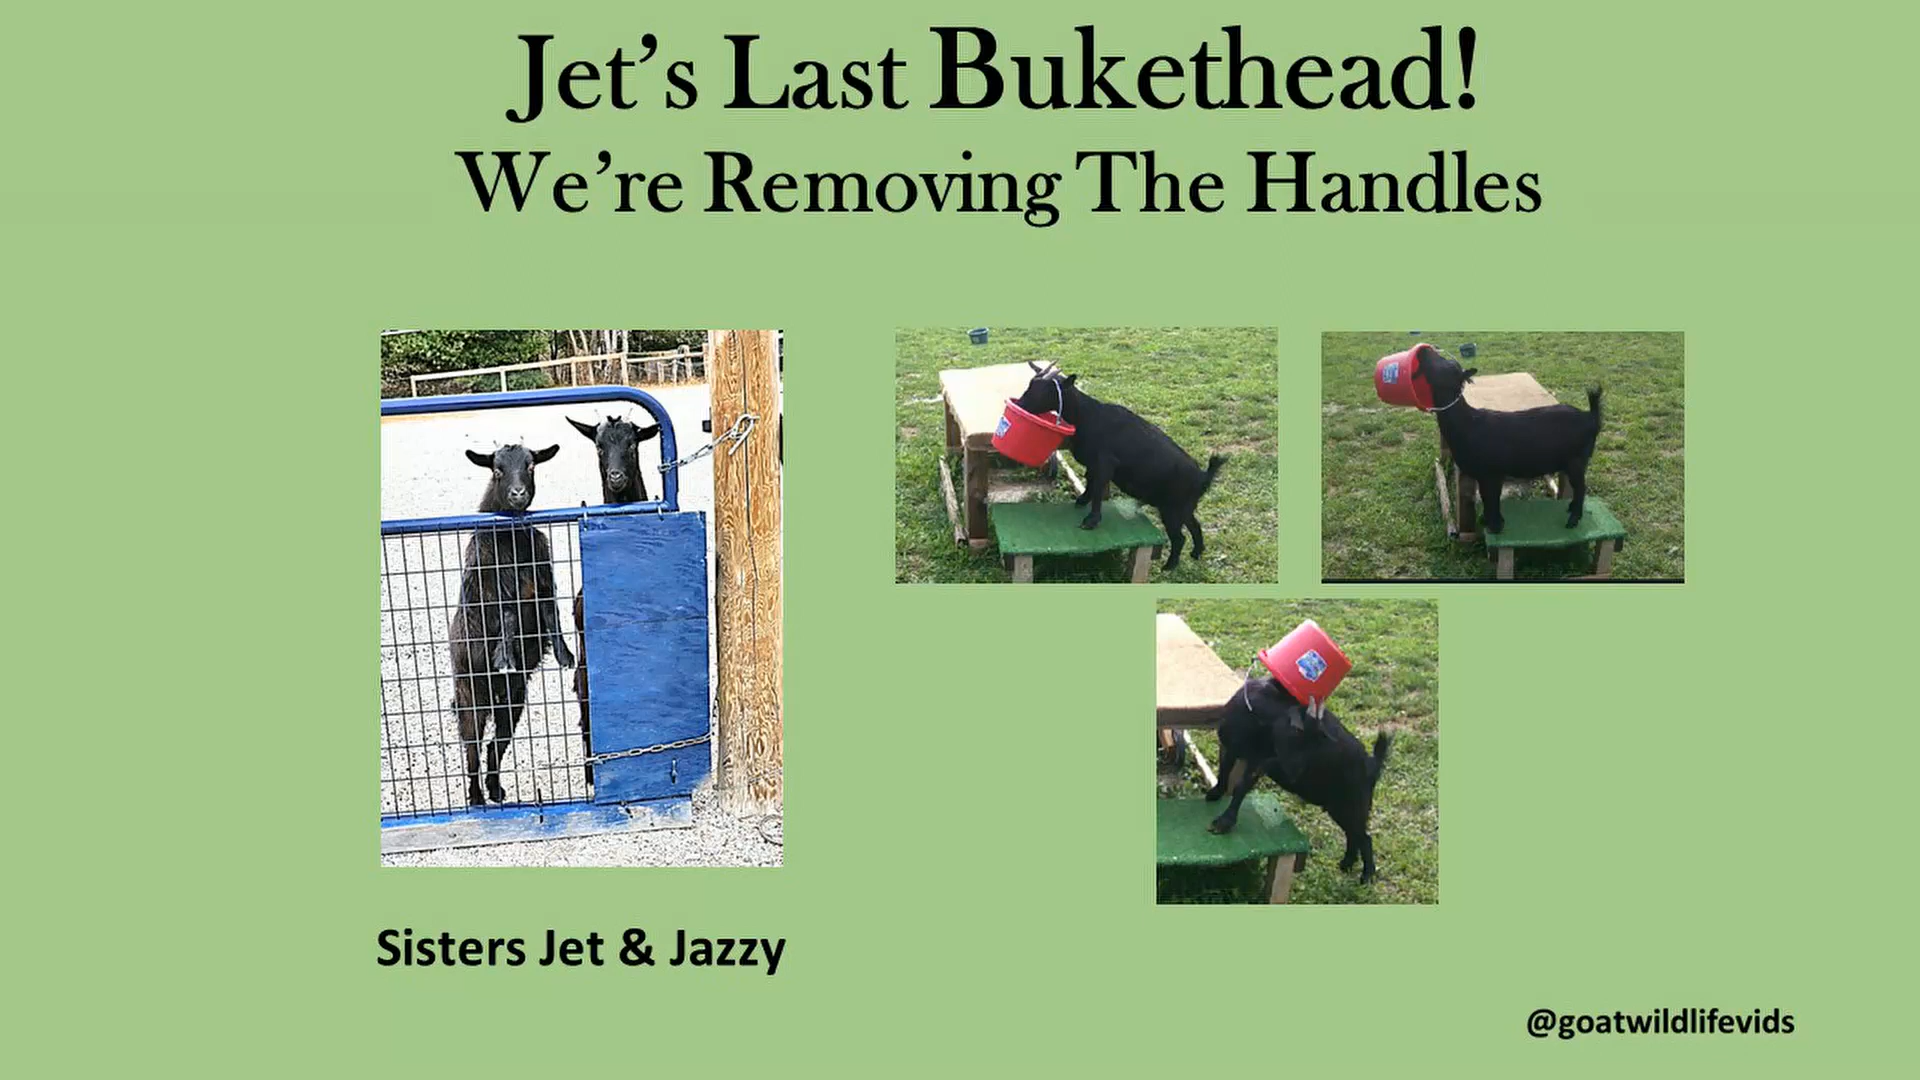 Jet’s Last Bukethead!
We’re Removing The Handles
Sisters Jet & Jazzy
@goatwildlifevids